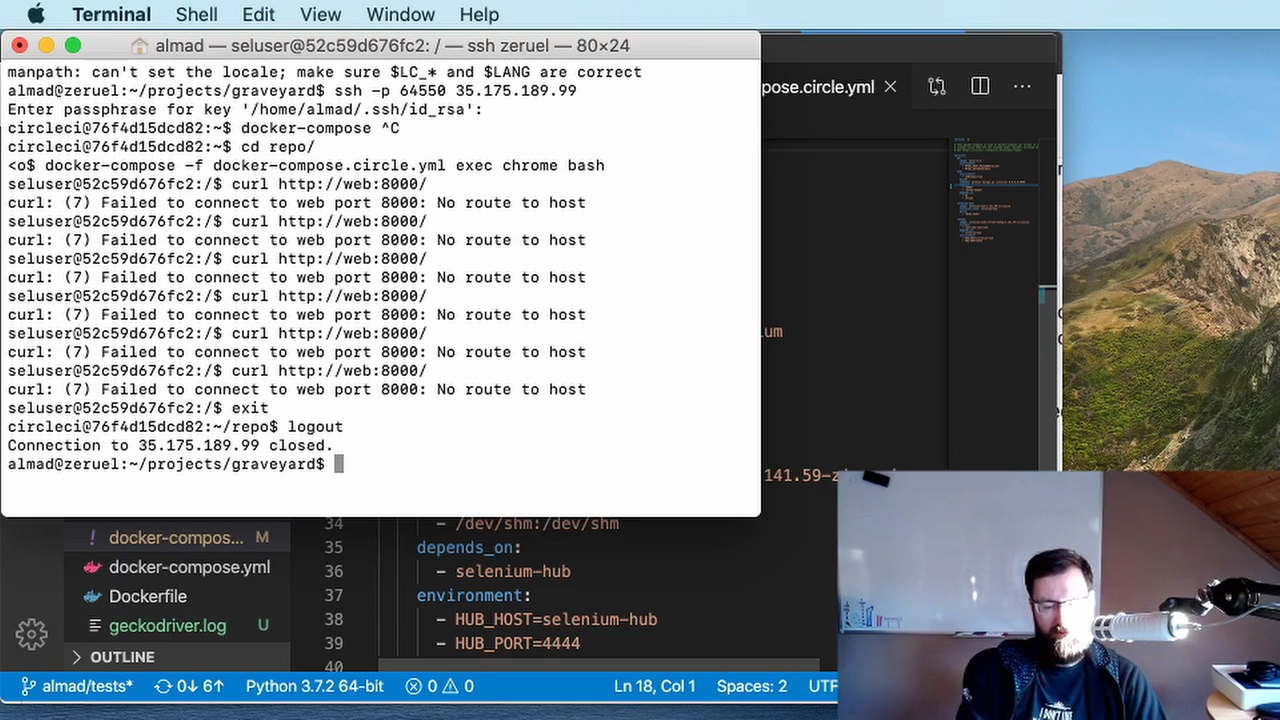 Terminal Shell Edit View Window Help
almad — seluser@52c59d676fc2: / — ssh zeruel — 80×24
manpath: can't set the locale; make sure $LC_* and $LANG are correct
almad@zeruel:~/projects/graveyard$ ssh -p 64550 35.175.189.99
Enter passphrase for key '/home/almad/.ssh/id_rsa':
circleci@76f4d15dcd82:~$ docker-compose ^C
circleci@76f4d15dcd82:~$ cd repo/
<o$ docker-compose -f docker-compose.circle.yml exec chrome bash
seluser@52c59d676fc2:/$ curl http://web:8000/
curl: (7) Failed to connect to web port 8000: No route to host
seluser@52c59d676fc2:/$ curl http://web:8000/
curl: (7) Failed to connect to web port 8000: No route to host
seluser@52c59d676fc2:/$ curl http://web:8000/
curl: (7) Failed to connect to web port 8000: No route to host
seluser@52c59d676fc2:/$ curl http://web:8000/
curl: (7) Failed to connect to web port 8000: No route to host
seluser@52c59d676fc2:/$ curl http://web:8000/
curl: (7) Failed to connect to web port 8000: No route to host
seluser@52c59d676fc2:/$ curl http://web:8000/
curl: (7) Failed to connect to web port 8000: No route to host
seluser@52c59d676fc2:/$ exit
circleci@76f4d15dcd82:~/repo$ logout
Connection to 35.175.189.99 closed.
almad@zeruel:~/projects/graveyard$
pose.circle.yml
ium
141.59-z
! docker-compos... M
docker-compose.yml
Dockerfile
geckodriver.log U
OUTLINE
34 - /dev/shm:/dev/shm
35 depends_on:
36 - selenium-hub
37 environment:
38 - HUB_HOST=selenium-hub
39 - HUB_PORT=4444
40
almad/tests* 0↓ 6↑ Python 3.7.2 64-bit 0 0 Ln 18, Col 1 Spaces: 2 UTF